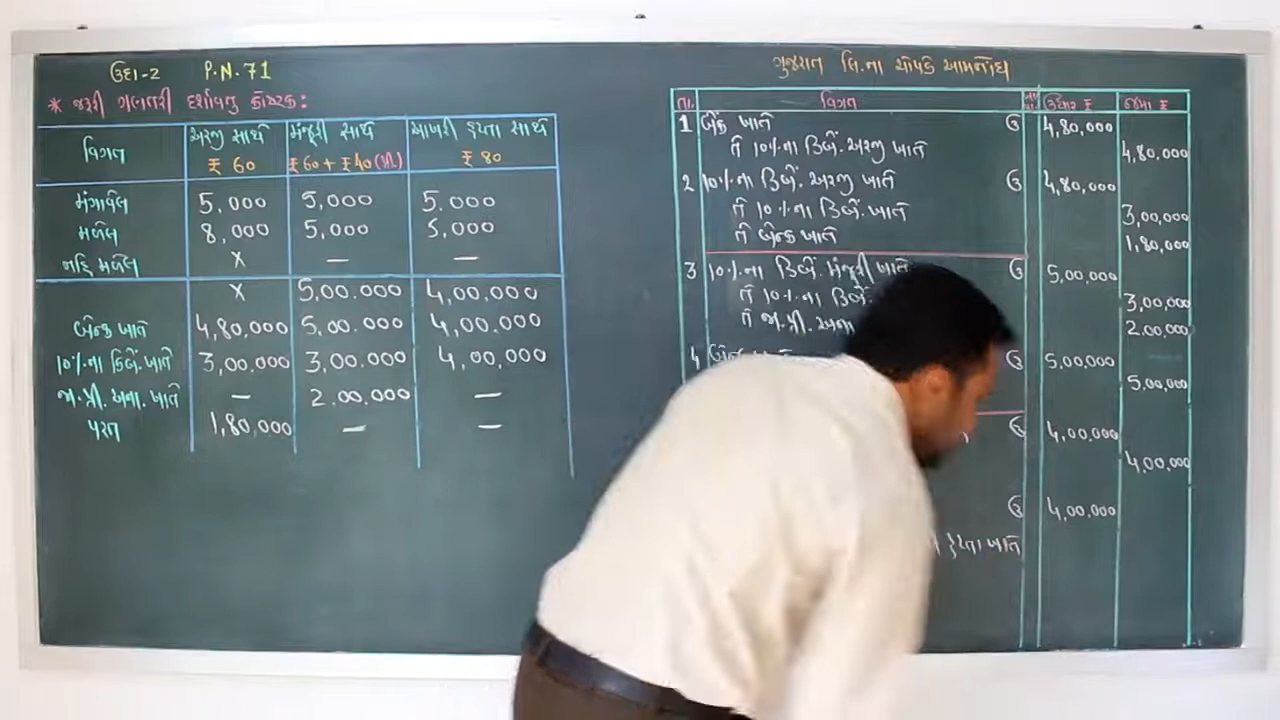 ઉદા-2 P.N.71
* જરૂરી ગણતરી દર્શાવતુ કોષ્ટક:
વિગત અરજી સાથે મંજૂરી સાથે આખરી હપ્તા સાથે
₹ 60 ₹ 60 + ₹ 40 (પ્રી.) ₹ 80
મંગાવેલ 5,000 5,000 5.000
મળેલ 8,000 5,000 5,000
નહિ મળેલ X — —
X 5,00.000 4,00,000
બેન્ક ખાતે 4,80,000 5,00.000 4,00,000
10%ના ડિબેં. ખાતે 3,00,000 3,00,000 4,00,000
જા.પ્રી. અના. ખાતે — 2.00.000 —
પરત 1,80,000 — —
ગુજરાત લિ.ના ચોપડે આમનોંધ
તા. વિગત ઉધાર ₹ જમા ₹
1 બેંક ખાતે ઉ 4,80,000
તે 10%ના ડિબેં. અરજી ખાતે 4,80,000
2 10%ના ડિબેં. અરજી ખાતે ઉ 4,80,000
તે 10%ના ડિબેં. ખાતે 3,00,000
તે બેન્ક ખાતે 1,80,000
3 10%ના ડિબેં. મંજૂરી ખાતે ઉ 5,00,000
તે 10%ના ડિબેં. 3,00,000
તે જા.પ્રી. અના 2.00,000
4 ઉ 5,00,000
5,00.000
ઉ 4,00,000
4,00,000
ઉ 4,00,000
હપ્તા ખાતે